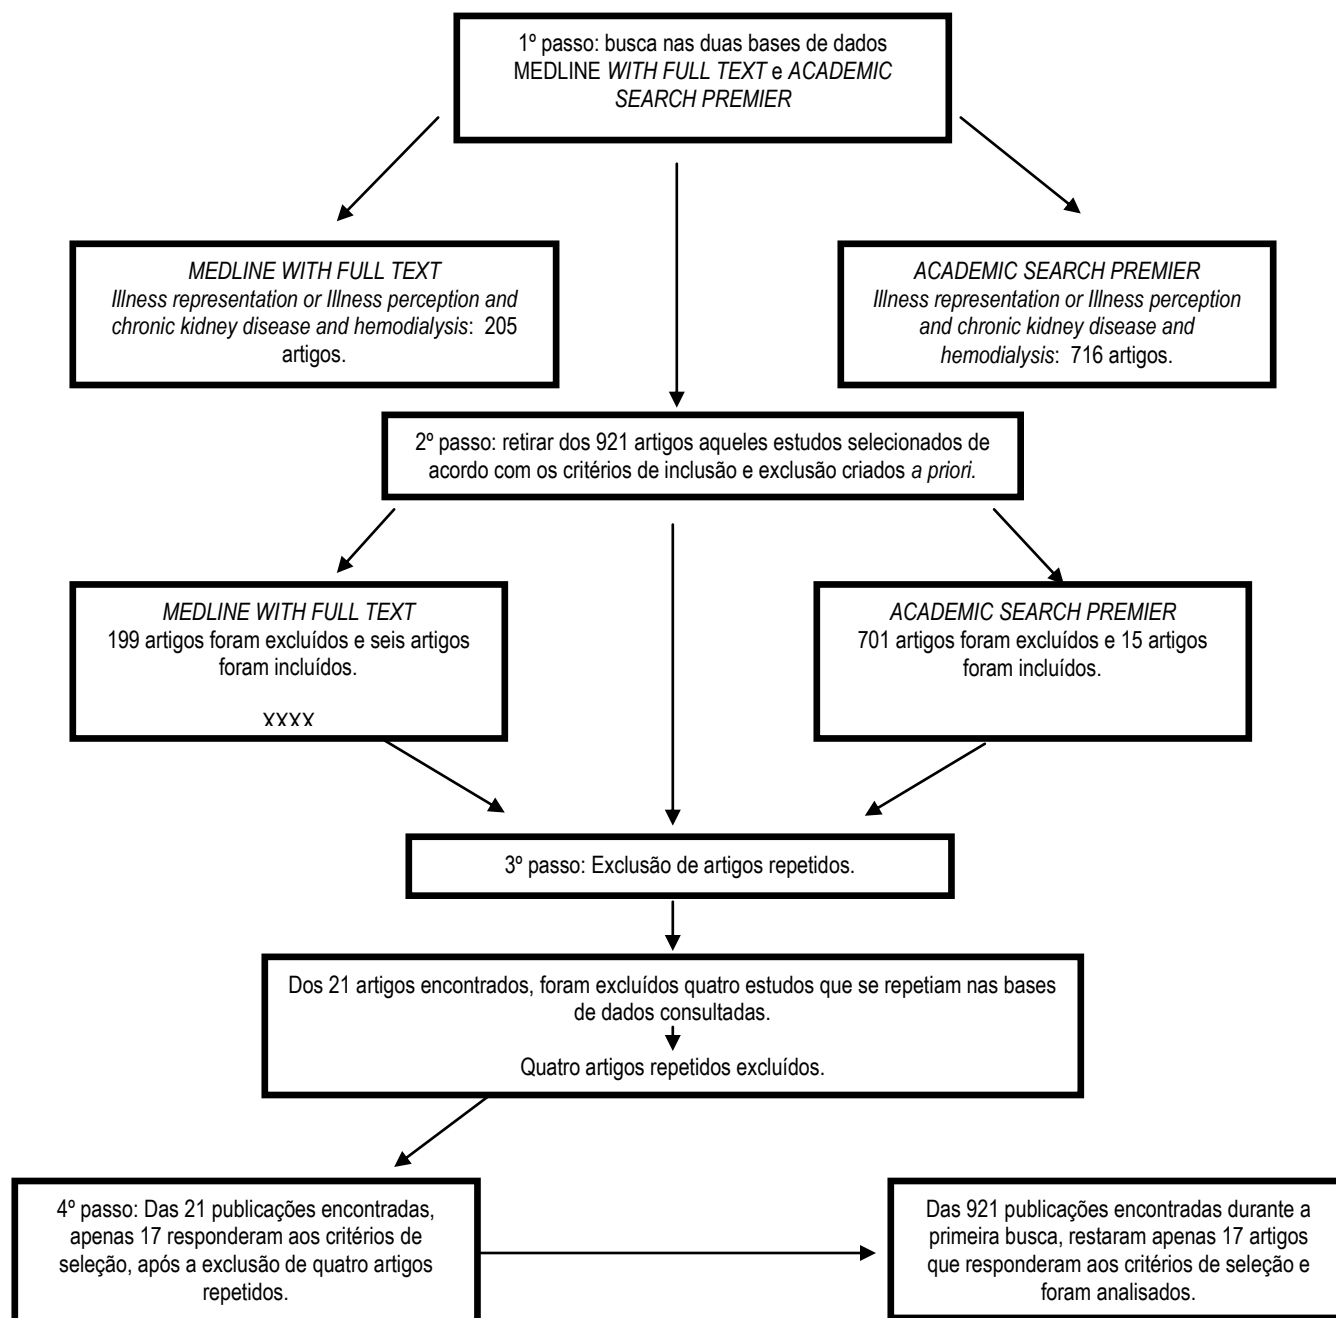 1º passo: busca nas duas bases de dados
MEDLINE WITH FULL TEXT e ACADEMIC
SEARCH PREMIER
MEDLINE WITH FULL TEXT
Illness representation or Illness perception and
chronic kidney disease and hemodialysis: 205
artigos.
ACADEMIC SEARCH PREMIER
Illness representation or Illness perception
and chronic kidney disease and
hemodialysis: 716 artigos.
2º passo: retirar dos 921 artigos aqueles estudos selecionados de
acordo com os critérios de inclusão e exclusão criados a priori.
MEDLINE WITH FULL TEXT
199 artigos foram excluídos e seis artigos
foram incluídos.
XXXX
ACADEMIC SEARCH PREMIER
701 artigos foram excluídos e 15 artigos
foram incluídos.
3º passo: Exclusão de artigos repetidos.
Dos 21 artigos encontrados, foram excluídos quatro estudos que se repetiam nas bases
de dados consultadas.
Quatro artigos repetidos excluídos.
4º passo: Das 21 publicações encontradas,
apenas 17 responderam aos critérios de
seleção, após a exclusão de quatro artigos
repetidos.
Das 921 publicações encontradas durante a
primeira busca, restaram apenas 17 artigos
que responderam aos critérios de seleção e
foram analisados.